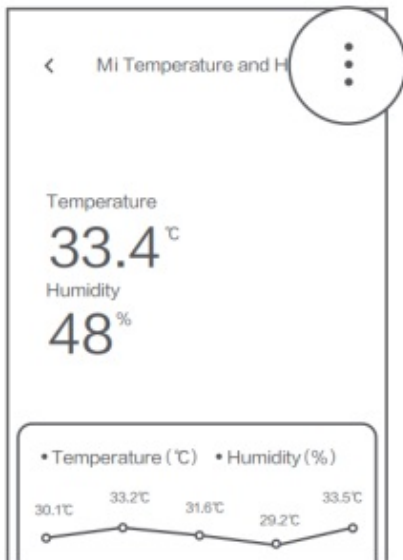 Mi Temperature and H
Temperature
33.4 ℃
Humidity
48 %
• Temperature (℃) • Humidity (%)
30.1℃ 33.2℃ 31.6℃ 29.2℃ 33.5℃